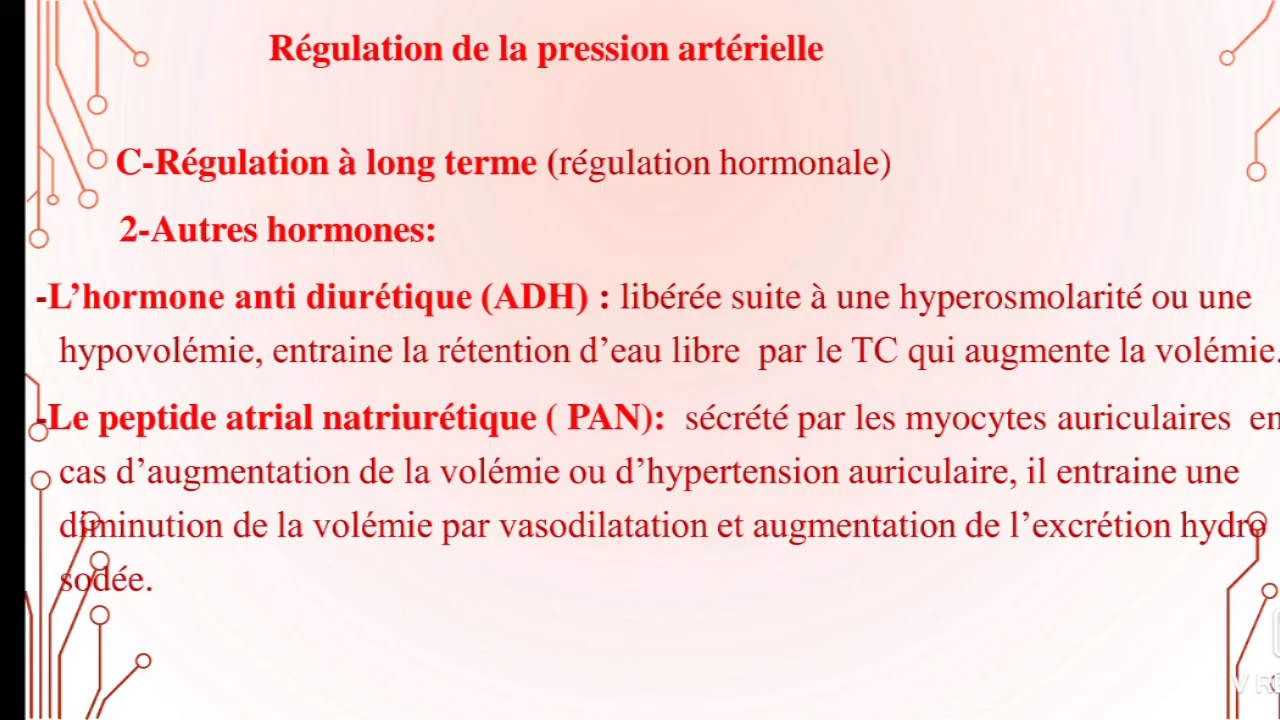 Régulation de la pression artérielle
C-Régulation à long terme (régulation hormonale)
2-Autres hormones:
-L’hormone anti diurétique (ADH) : libérée suite à une hyperosmolarité ou une
hypovolémie, entraine la rétention d’eau libre par le TC qui augmente la volémie.
-Le peptide atrial natriurétique ( PAN): sécrété par les myocytes auriculaires en
cas d’augmentation de la volémie ou d’hypertension auriculaire, il entraine une
diminution de la volémie par vasodilatation et augmentation de l’excrétion hydro
sodée.